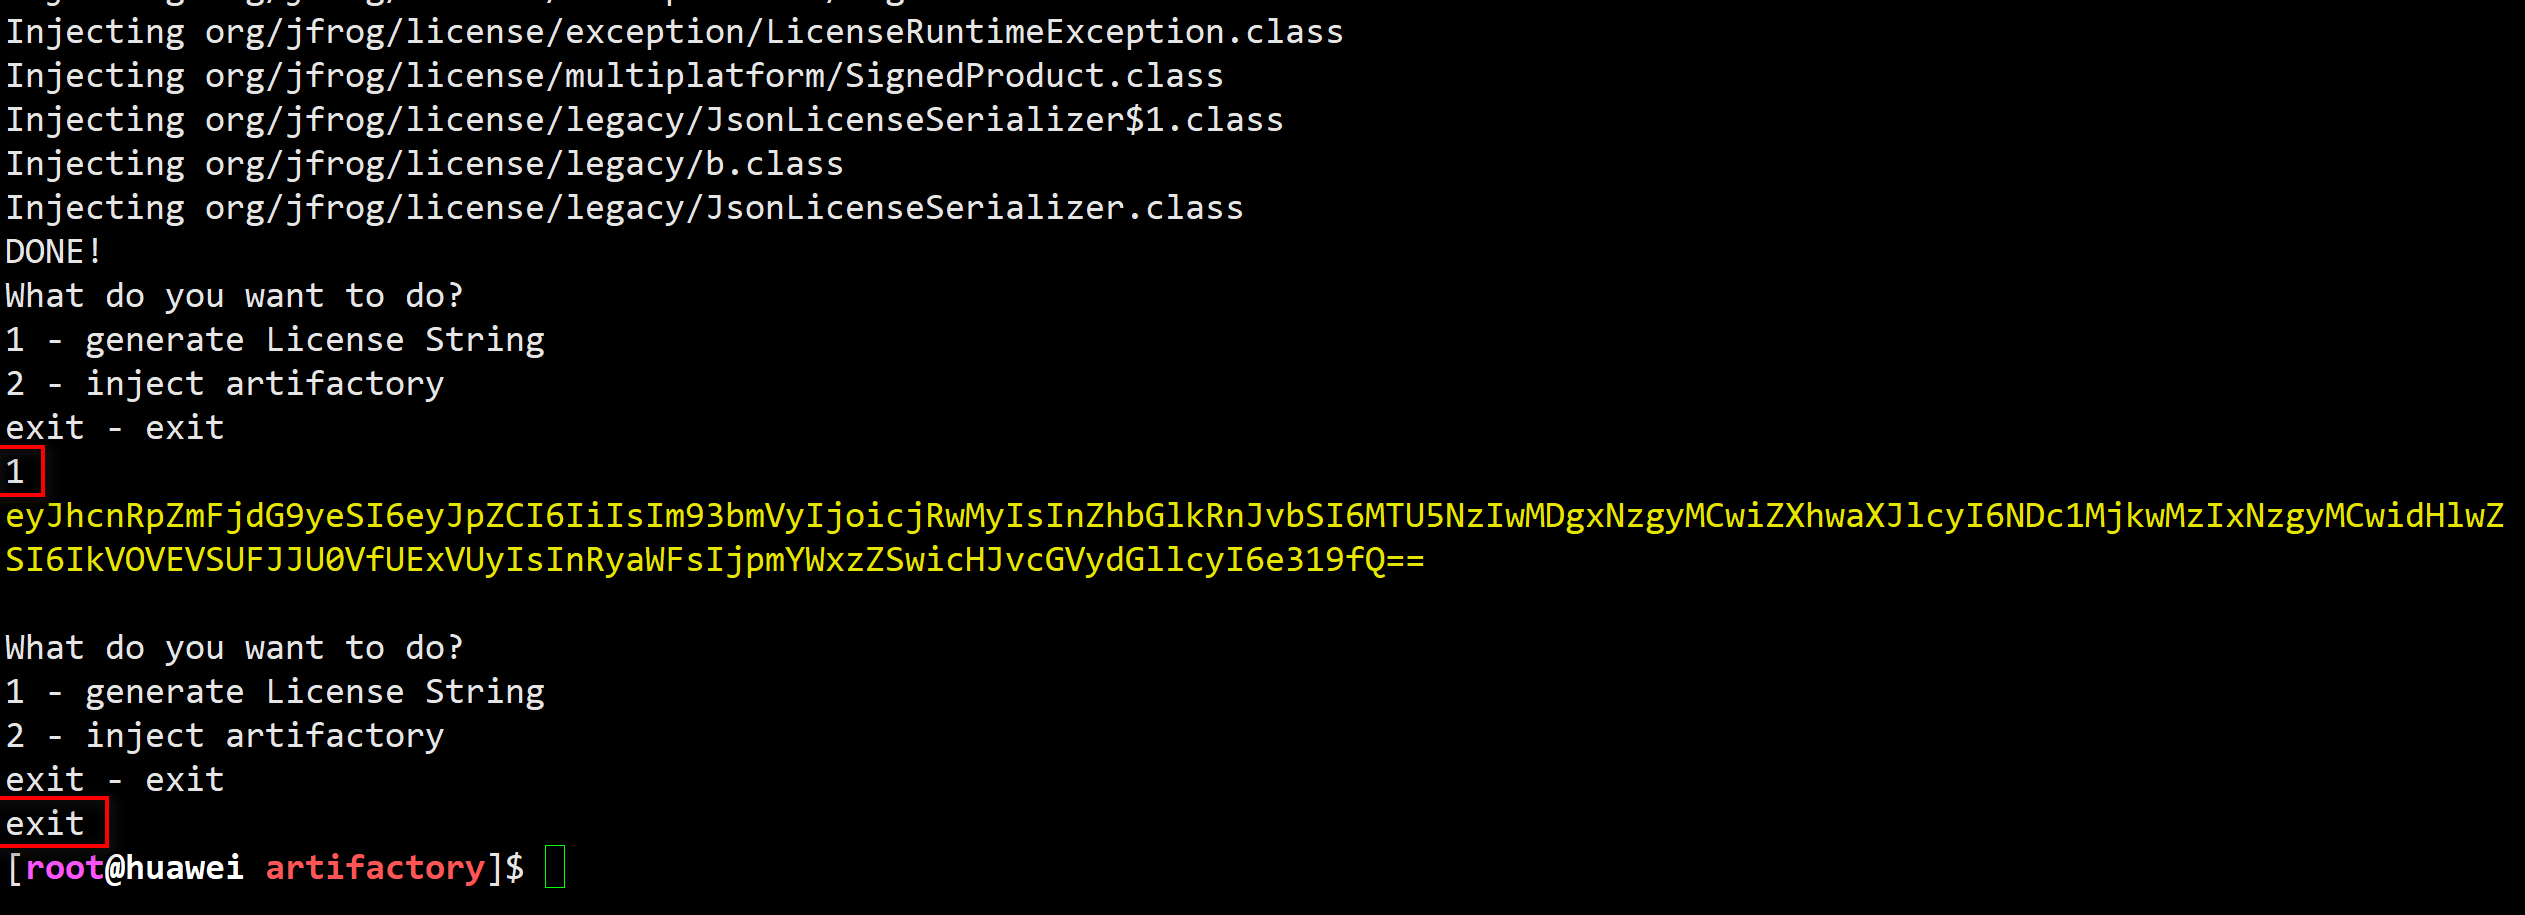 Injecting org/jfrog/license/exception/LicenseRuntimeException.class
Injecting org/jfrog/license/multiplatform/SignedProduct.class
Injecting org/jfrog/license/legacy/JsonLicenseSerializer$1.class
Injecting org/jfrog/license/legacy/b.class
Injecting org/jfrog/license/legacy/JsonLicenseSerializer.class
DONE!
What do you want to do?
1 - generate License String
2 - inject artifactory
exit - exit
1
eyJhcnRpZmFjdG9yeSI6eyJpZCI6IiIsIm93bmVyIjoicjRwMyIsInZhbGlkRnJvbSI6MTU5NzIwMDgxNzgyMCwiZXhwaXJlcyI6NDc1MjkwMzIxNzgyMCwidHlwZ
SI6IkVOVEVSUFJJU0VfUExVUyIsInRyaWFsIjpmYWxzZSwicHJvcGVydGllcyI6e319fQ==
What do you want to do?
1 - generate License String
2 - inject artifactory
exit - exit
exit
[root@huawei artifactory]$